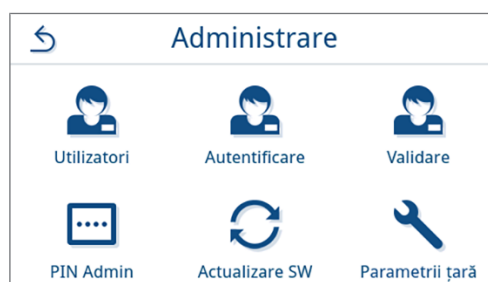 Administrare
Utilizatori Autentificare Validare
PIN Admin Actualizare SW Parametrii țară